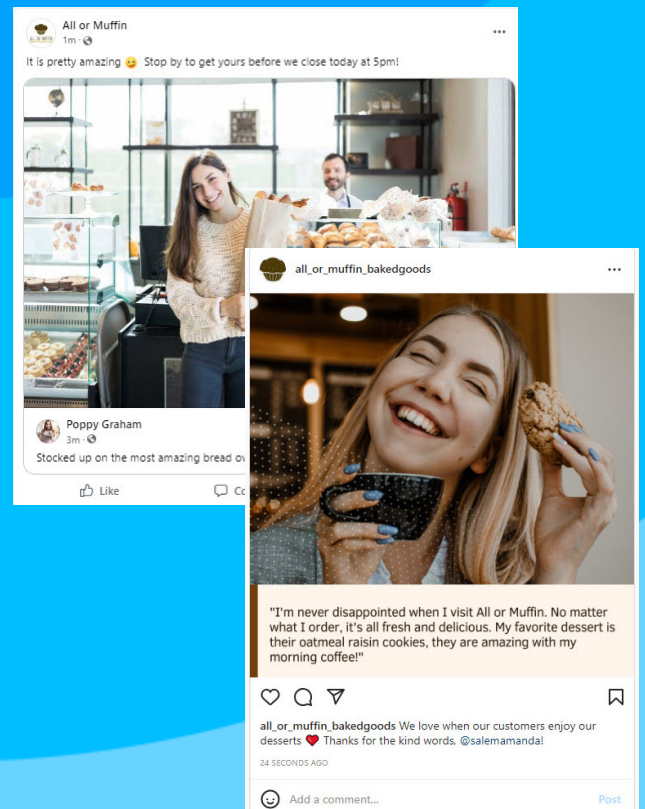 All or Muffin
1m
It is pretty amazing 😉 Stop by to get yours before we close today at 5pm!
Poppy Graham
3m
Stocked up on the most amazing bread
Like
all_or_muffin_bakedgoods
"I'm never disappointed when I visit All or Muffin. No matter
what I order, it's all fresh and delicious. My favorite dessert is
their oatmeal raisin cookies, they are amazing with my
morning coffee!"
all_or_muffin_bakedgoods We love when our customers enjoy our
desserts ❤️ Thanks for the kind words, @salemamanda!
24 SECONDS AGO
Add a comment...
Post